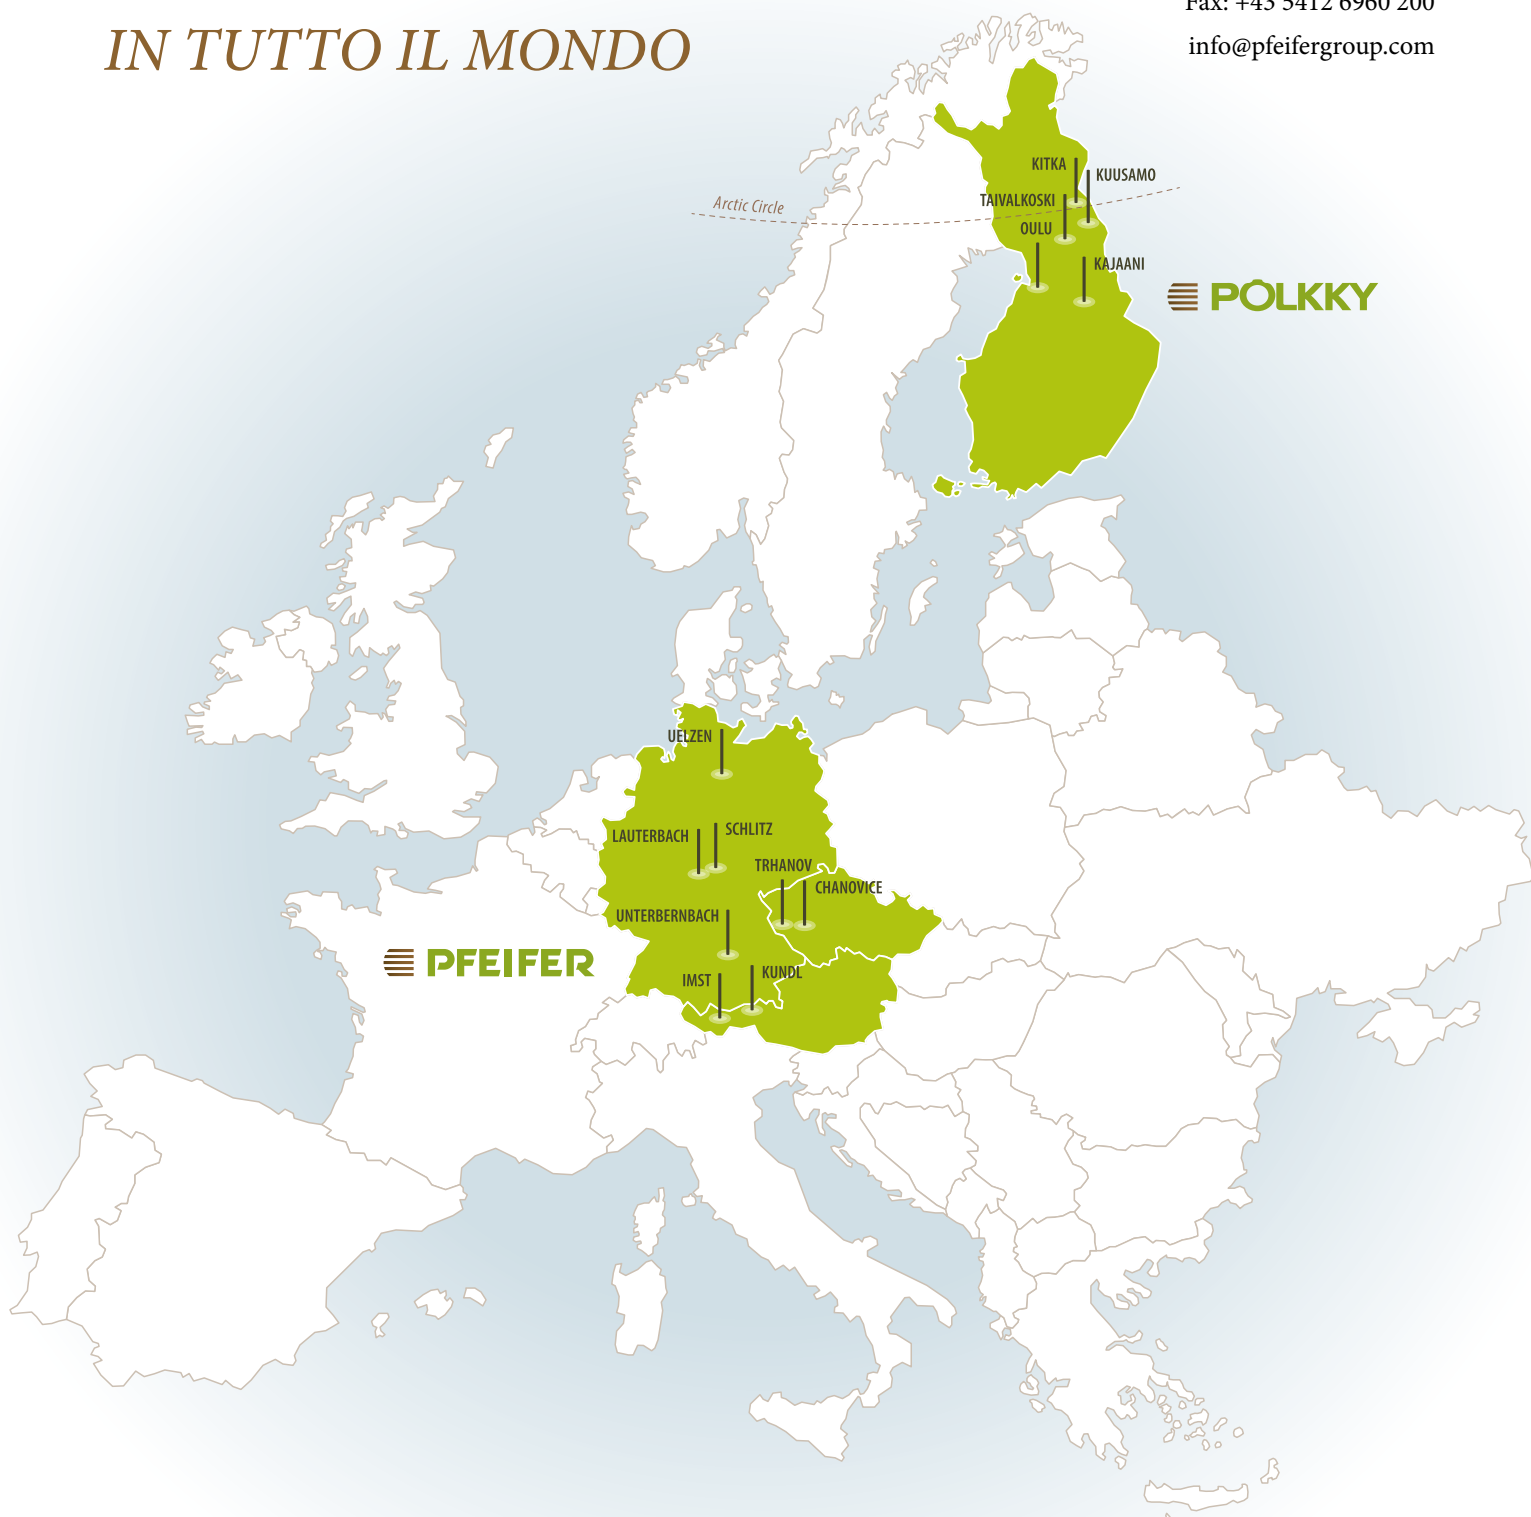 Fax: +43 5412 6960 200
IN TUTTO IL MONDO
info@pfeifergroup.com
KITKA
KUUSAMO
TAIVALKOSKI
Arctic Circle
OULU
KAJAANI
PÖLKKY
UELZEN
LAUTERBACH
SCHLITZ
TRHANOV
CHANOVICE
UNTERBERNBACH
PFEIFER
IMST
KUNDL